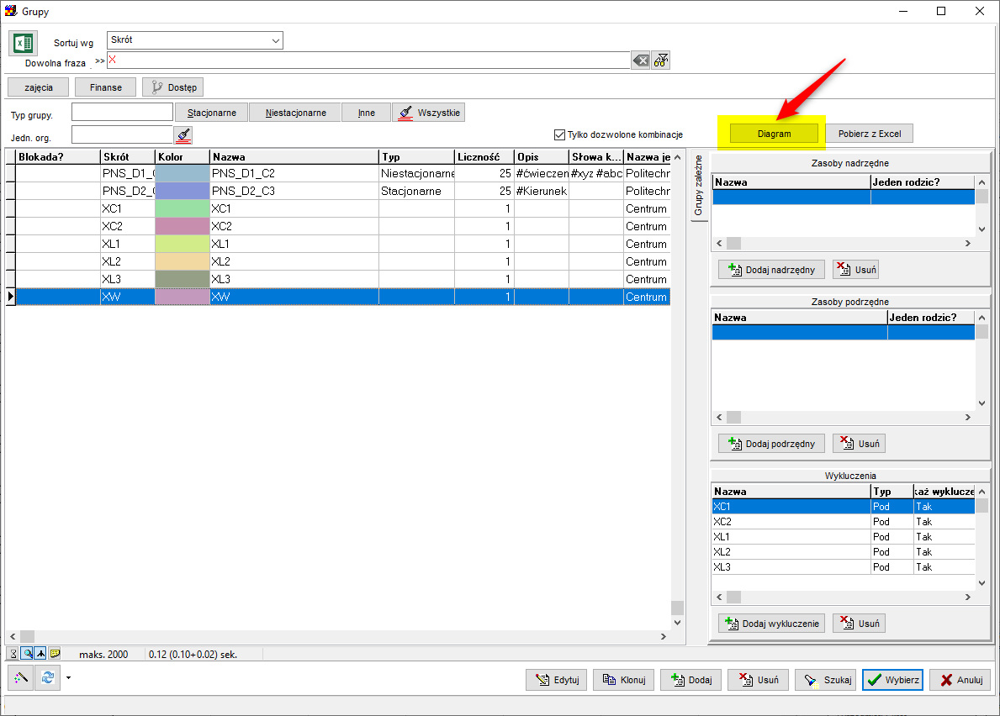 Grupy
Sortuj wg Skrót
Dowolna fraza >> X
zajęcia Finanse Dostęp
Typ grupy. Stacjonarne Niestacjonarne Inne Wszystkie
Jedn. org. Tylko dozwolone kombinacje Diagram Pobierz z Excel
Blokada? Skrót Kolor Nazwa Typ Liczność Opis Słowa k... Nazwa je
PNS_D1_ PNS_D1_C2 Niestacjonarne 25 #ćwiczen #xyz #abc Politechn
PNS_D2_ PNS_D2_C3 Stacjonarne 25 #Kierunek Politechn
XC1 XC1 1 Centrum
XC2 XC2 1 Centrum
XL1 XL1 1 Centrum
XL2 XL2 1 Centrum
XL3 XL3 1 Centrum
XW XW 1 Centrum
Grupy zależne
Zasoby nadrzędne
Nazwa Jeden rodzic?
Dodaj nadrzędny Usuń
Zasoby podrzędne
Nazwa Jeden rodzic?
Dodaj podrzędny Usuń
Wykluczenia
Nazwa Typ każ wyklucze
XC1 Pod Tak
XC2 Pod Tak
XL1 Pod Tak
XL2 Pod Tak
XL3 Pod Tak
Dodaj wykluczenie Usuń
maks. 2000 0.12 (0.10+0.02) sek.
Edytuj Klonuj Dodaj Usuń Szukaj Wybierz Anuluj